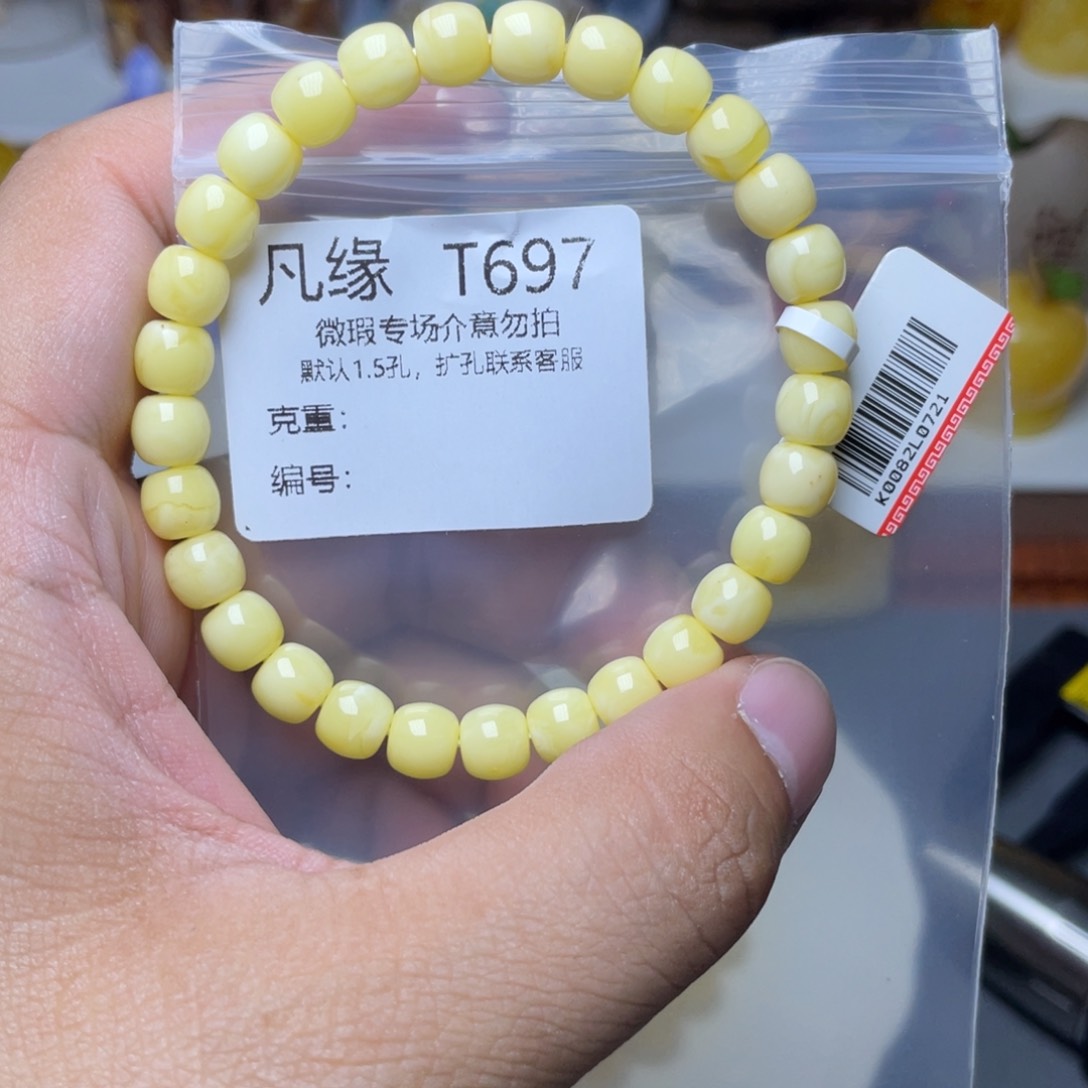 凡缘 T697
微瑕专场介意勿拍
默认1.5孔，扩孔联系客服
克重：
编号：
K0082L0721